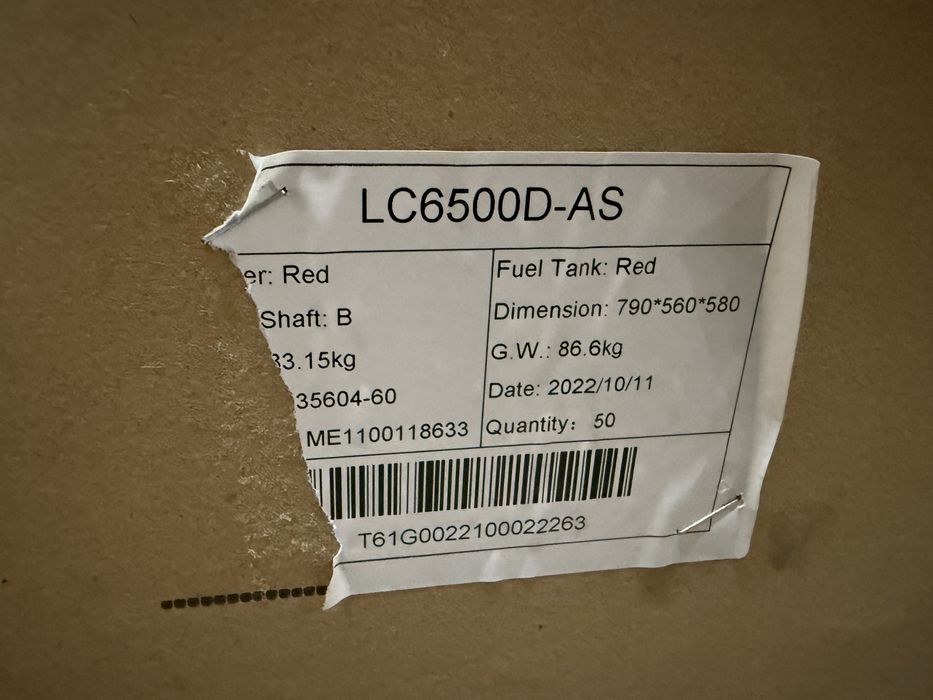 LC6500D-AS
er: Red
Fuel Tank: Red
Shaft: B
Dimension: 790*560*580
33.15kg
G.W.: 86.6kg
35604-60
Date: 2022/10/11
ME1100118633
Quantity: 50
T61G0022100022263